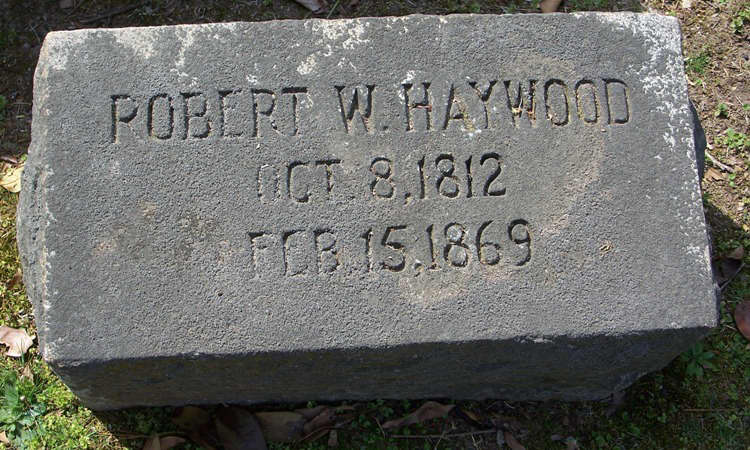 ROBERT W. HAYWOOD
OCT. 8, 1812
FEB. 15, 1869